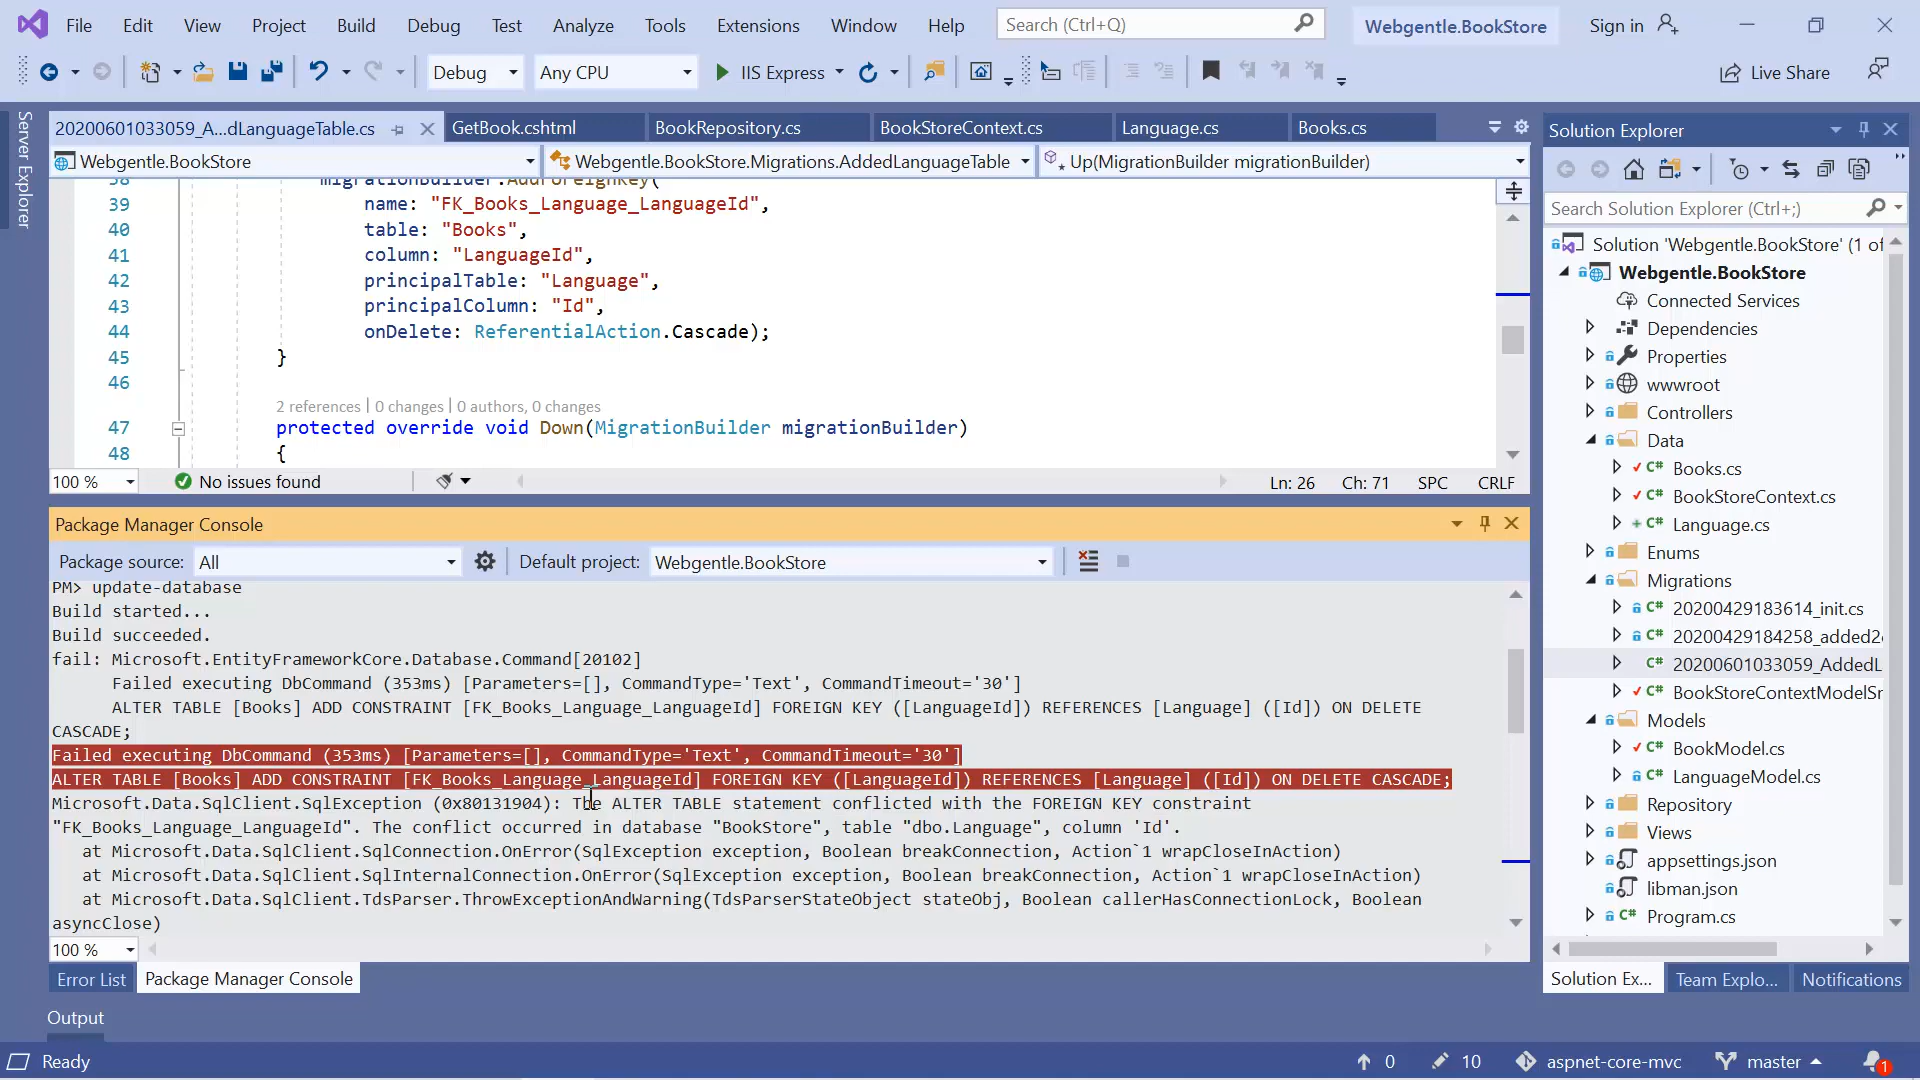 File Edit View Project Build Debug Test Analyze Tools Extensions Window Help Search (Ctrl+Q) Webgentle.BookStore Sign in
Debug Any CPU IIS Express Live Share
Server Explorer
20200601033059_A...dLanguageTable.cs GetBook.cshtml BookRepository.cs BookStoreContext.cs Language.cs Books.cs
Webgentle.BookStore Webgentle.BookStore.Migrations.AddedLanguageTable Up(MigrationBuilder migrationBuilder)
38 migrationBuilder.AddForeignKey(
39 name: "FK_Books_Language_LanguageId",
40 table: "Books",
41 column: "LanguageId",
42 principalTable: "Language",
43 principalColumn: "Id",
44 onDelete: ReferentialAction.Cascade);
45 }
46
2 references | 0 changes | 0 authors, 0 changes
47 protected override void Down(MigrationBuilder migrationBuilder)
48 {
100 % No issues found Ln: 26 Ch: 71 SPC CRLF
Package Manager Console
Package source: All Default project: Webgentle.BookStore
PM> update-database
Build started...
Build succeeded.
fail: Microsoft.EntityFrameworkCore.Database.Command[20102]
Failed executing DbCommand (353ms) [Parameters=[], CommandType='Text', CommandTimeout='30']
ALTER TABLE [Books] ADD CONSTRAINT [FK_Books_Language_LanguageId] FOREIGN KEY ([LanguageId]) REFERENCES [Language] ([Id]) ON DELETE
CASCADE;
Failed executing DbCommand (353ms) [Parameters=[], CommandType='Text', CommandTimeout='30']
ALTER TABLE [Books] ADD CONSTRAINT [FK_Books_Language_LanguageId] FOREIGN KEY ([LanguageId]) REFERENCES [Language] ([Id]) ON DELETE CASCADE;
Microsoft.Data.SqlClient.SqlException (0x80131904): The ALTER TABLE statement conflicted with the FOREIGN KEY constraint
"FK_Books_Language_LanguageId". The conflict occurred in database "BookStore", table "dbo.Language", column 'Id'.
at Microsoft.Data.SqlClient.SqlConnection.OnError(SqlException exception, Boolean breakConnection, Action`1 wrapCloseInAction)
at Microsoft.Data.SqlClient.SqlInternalConnection.OnError(SqlException exception, Boolean breakConnection, Action`1 wrapCloseInAction)
at Microsoft.Data.SqlClient.TdsParser.ThrowExceptionAndWarning(TdsParserStateObject stateObj, Boolean callerHasConnectionLock, Boolean
asyncClose)
100 %
Error List Package Manager Console
Output
Solution Explorer
Search Solution Explorer (Ctrl+;)
Solution 'Webgentle.BookStore' (1 of
Webgentle.BookStore
Connected Services
Dependencies
Properties
wwwroot
Controllers
Data
C# Books.cs
C# BookStoreContext.cs
C# Language.cs
Enums
Migrations
C# 20200429183614_init.cs
C# 20200429184258_added2
C# 20200601033059_AddedL
C# BookStoreContextModelSn
Models
C# BookModel.cs
C# LanguageModel.cs
Repository
Views
appsettings.json
libman.json
C# Program.cs
Solution Ex... Team Explo... Notifications
Ready 0 10 aspnet-core-mvc master 1